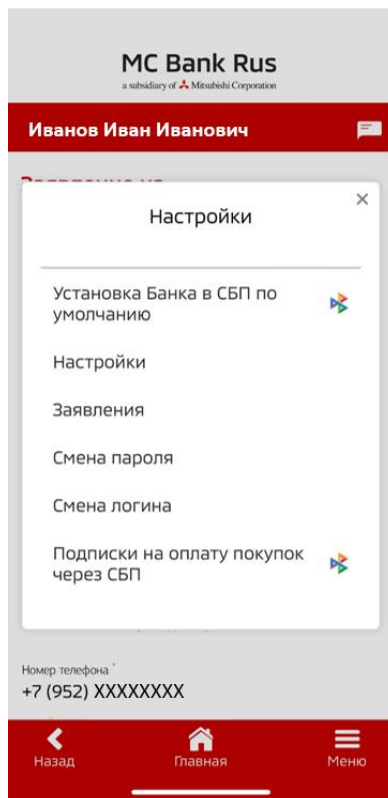 MC Bank Rus
a subsidiary of Mitsubishi Corporation
Иванов Иван Иванович
Настройки
Установка Банка в СБП по
умолчанию
Настройки
Заявления
Смена пароля
Смена логина
Подписки на оплату покупок
через СБП
Номер телефона *
+7 (952) XXXXXXXX
Назад
Главная
Меню